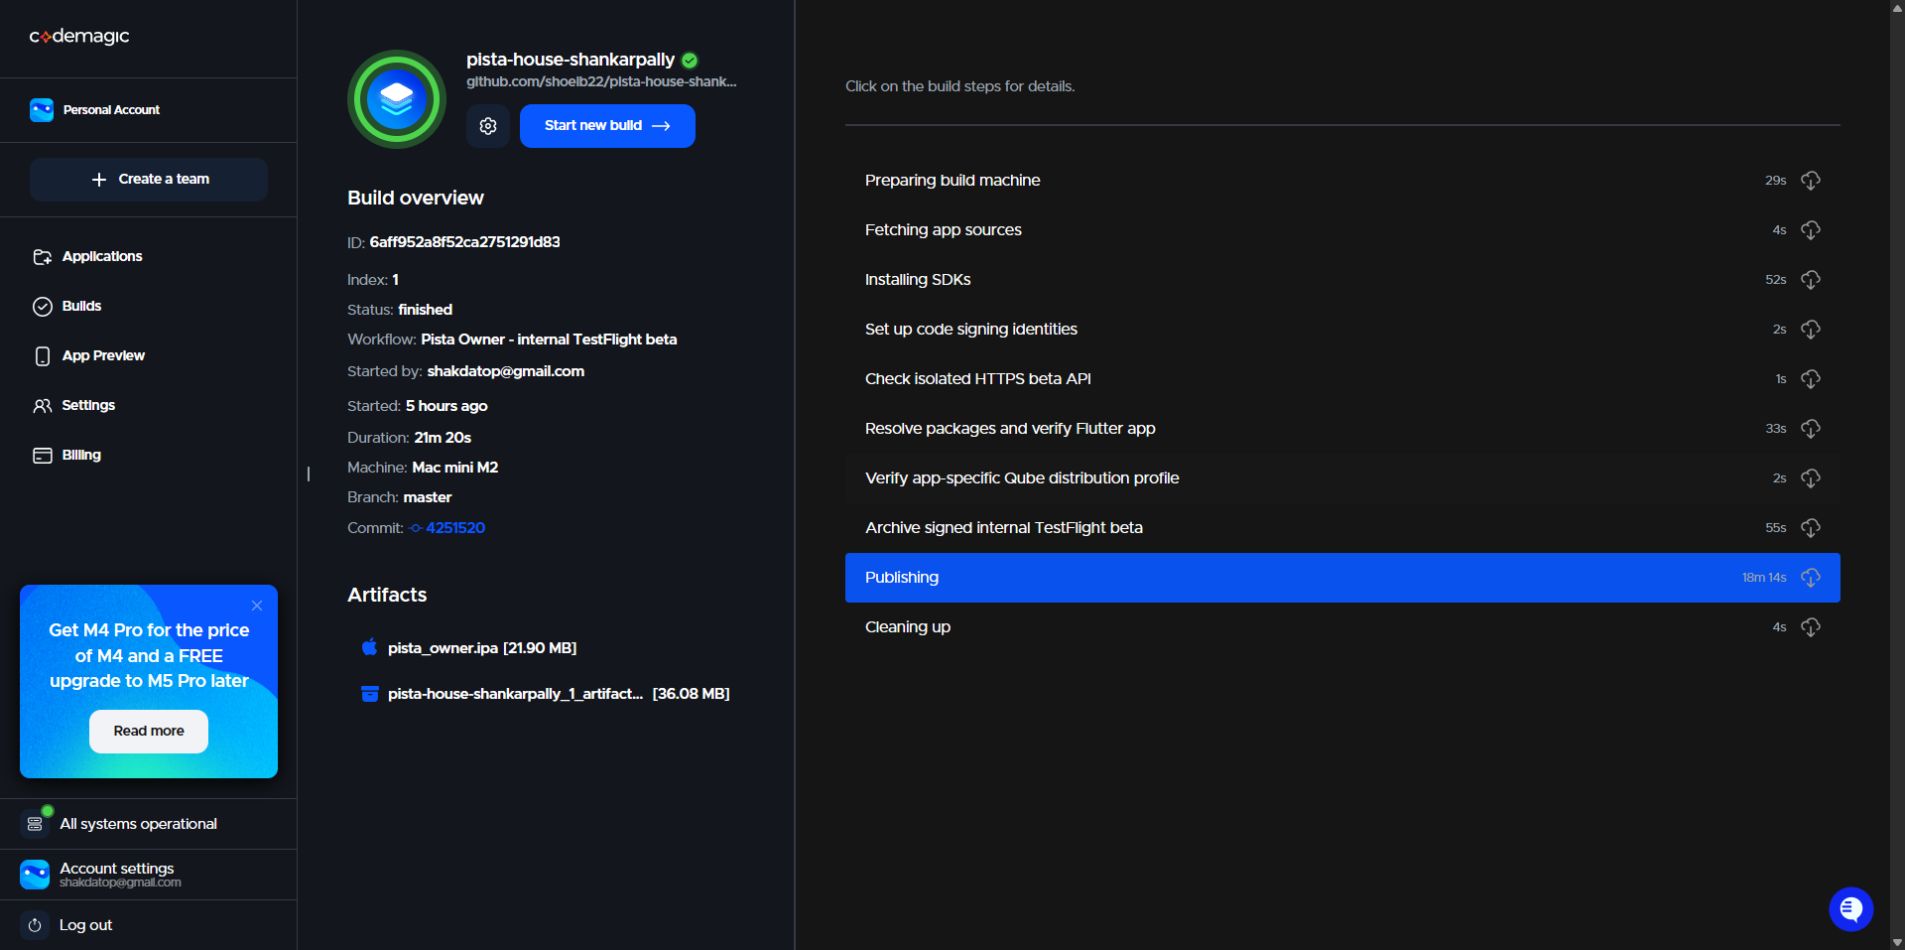 codemagic
Personal Account
Create a team
Applications
Builds
App Preview
Settings
Billing
Get M4 Pro for the price
of M4 and a FREE
upgrade to M5 Pro later
Read more
All systems operational
Account settings
shakdatop@gmail.com
Log out
pista-house-shankarpally
github.com/shoeib22/pista-house-shank...
Start new build
Build overview
ID: 6aff952a8f52ca2751291d83
Index: 1
Status: finished
Workflow: Pista Owner - internal TestFlight beta
Started by: shakdatop@gmail.com
Started: 5 hours ago
Duration: 21m 20s
Machine: Mac mini M2
Branch: master
Commit: 4251520
Artifacts
pista_owner.ipa [21.90 MB]
pista-house-shankarpally_1_artifact... [36.08 MB]
Click on the build steps for details.
Preparing build machine 29s
Fetching app sources 4s
Installing SDKs 52s
Set up code signing identities 2s
Check isolated HTTPS beta API 1s
Resolve packages and verify Flutter app 33s
Verify app-specific Qube distribution profile 2s
Archive signed internal TestFlight beta 55s
Publishing 18m 14s
Cleaning up 4s